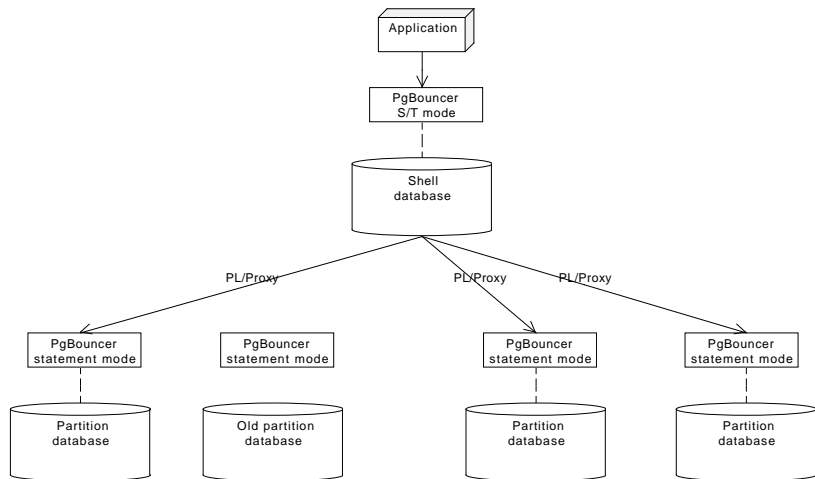 Application
PgBouncer
S/T mode
Shell
database
PL/Proxy
PL/Proxy
PL/Proxy
PgBouncer
statement mode
PgBouncer
statement mode
PgBouncer
statement mode
PgBouncer
statement mode
Partition
database
Old partition
database
Partition
database
Partition
database